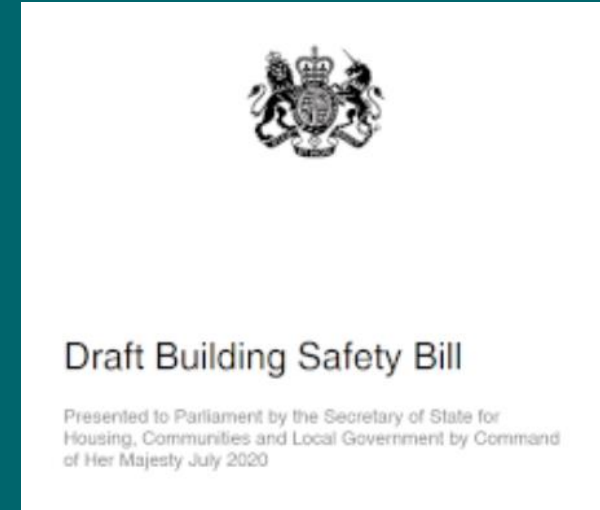 Draft Building Safety Bill
Presented to Parliament by the Secretary of State for
Housing, Communities and Local Government by Command
of Her Majesty July 2020